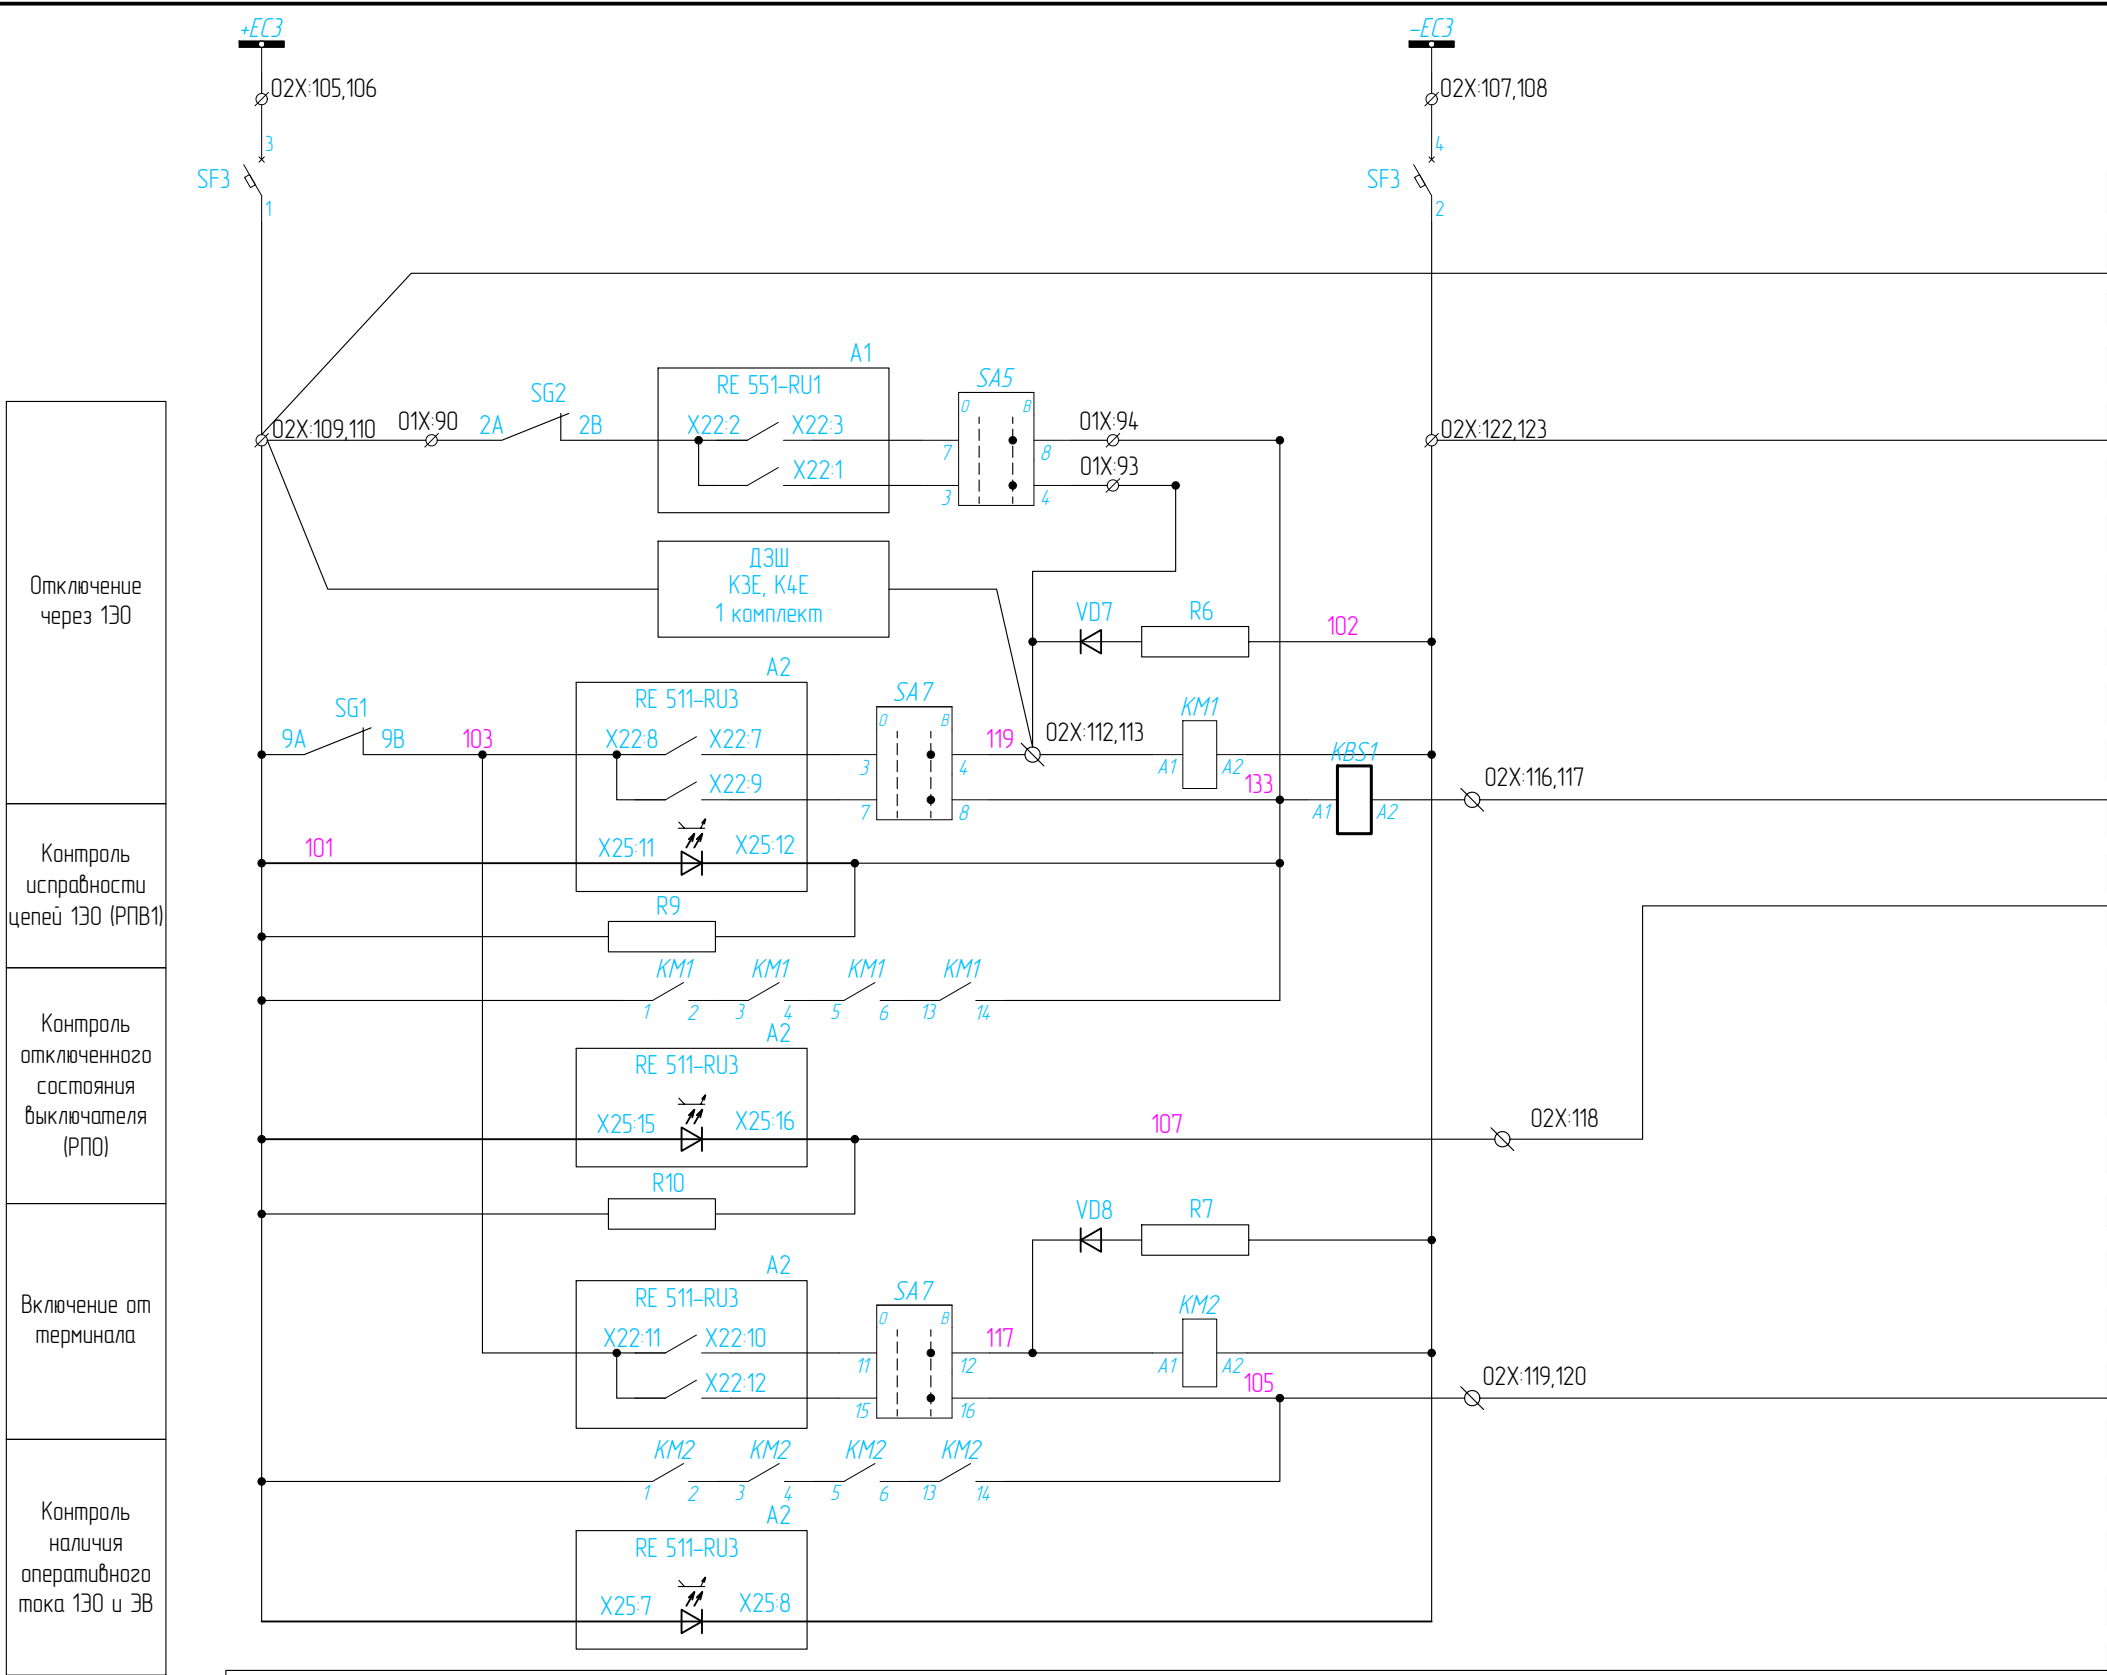 +ЕС3
-ЕС3
02X:105,106
02X:107,108
3
4
SF3
SF3
1
2
A1
RE 551-RU1
SA5
SG2
O
B
02X:109,110
01X:90
2A
2B
X22:2
X22:3
7
8
01X:94
02X:122,123
X22:1
3
4
01X:93
Отключение
через 1ЭО
ДЗШ
К3Е, К4Е
1 комплект
VD7
R6
102
A2
RE 511-RU3
SA7
KM1
SG1
O
B
9A
9B
103
X22:8
X22:7
3
4
119
02X:112,113
A1
A2
KBS1
X22:9
7
8
133
A1
A2
02X:116,117
Контроль
исправности
цепей 1ЭО (РПВ1)
101
X25:11
X25:12
R9
KM1
KM1
KM1
KM1
1
2
3
4
5
6
13
14
Контроль
отключенного
состояния
выключателя
(РПО)
A2
RE 511-RU3
X25:15
X25:16
107
02X:118
R10
VD8
R7
Включение от
терминала
A2
RE 511-RU3
SA7
KM2
O
B
X22:11
X22:10
11
12
117
A1
A2
X22:12
15
16
105
02X:119,120
KM2
KM2
KM2
KM2
1
2
3
4
5
6
13
14
Контроль
наличия
оперативного
тока 1ЭО и ЭВ
A2
RE 511-RU3
X25:7
X25:8